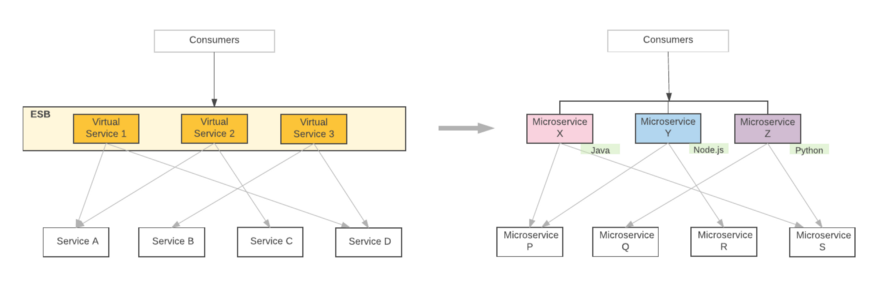 Consumers
ESB
Virtual
Service 1
Virtual
Service 2
Virtual
Service 3
Service A
Service B
Service C
Service D
Consumers
Microservice
X
Microservice
Y
Microservice
Z
Java
Node.js
Python
Microservice
P
Microservice
Q
Microservice
R
Microservice
S